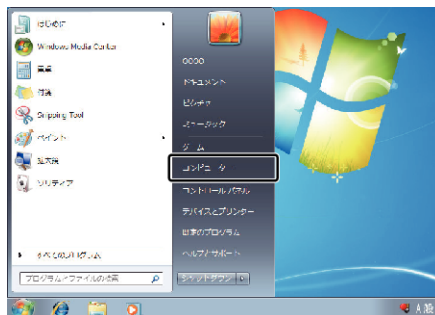 はじめに
Windows Media Center
電卓
付箋
Snipping Tool
ペイント
拡大鏡
ソリティア
すべてのプログラム
プログラムとファイルの検索
ドキュメント
ピクチャ
ミュージック
ゲーム
コンピューター
コントロール パネル
デバイスとプリンター
既定のプログラム
ヘルプとサポート
シャットダウン
A 般